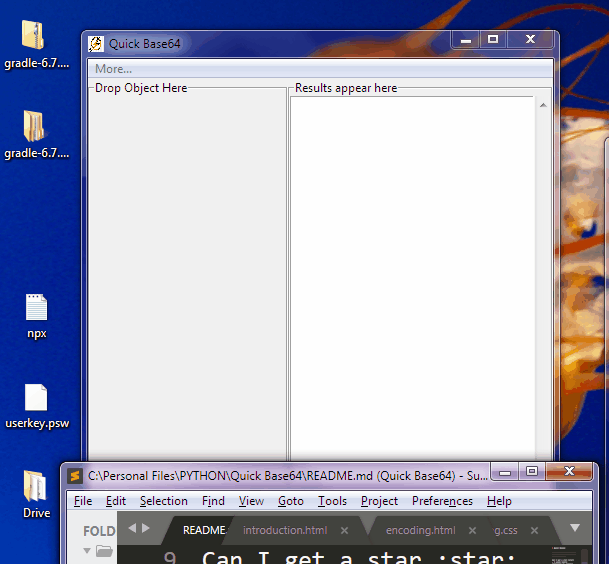 gradle-6.7....
gradle-6.7....
npx
userkey.psw
Drive
Quick Base64
More...
Drop Object Here
Results appear here
C:\Personal Files\PYTHON\Quick Base64\README.md (Quick Base64) - Su...
File Edit Selection Find View Goto Tools Project Preferences Help
FOLD
README introduction.html encoding.html g.css
9 Can I get a star :star: